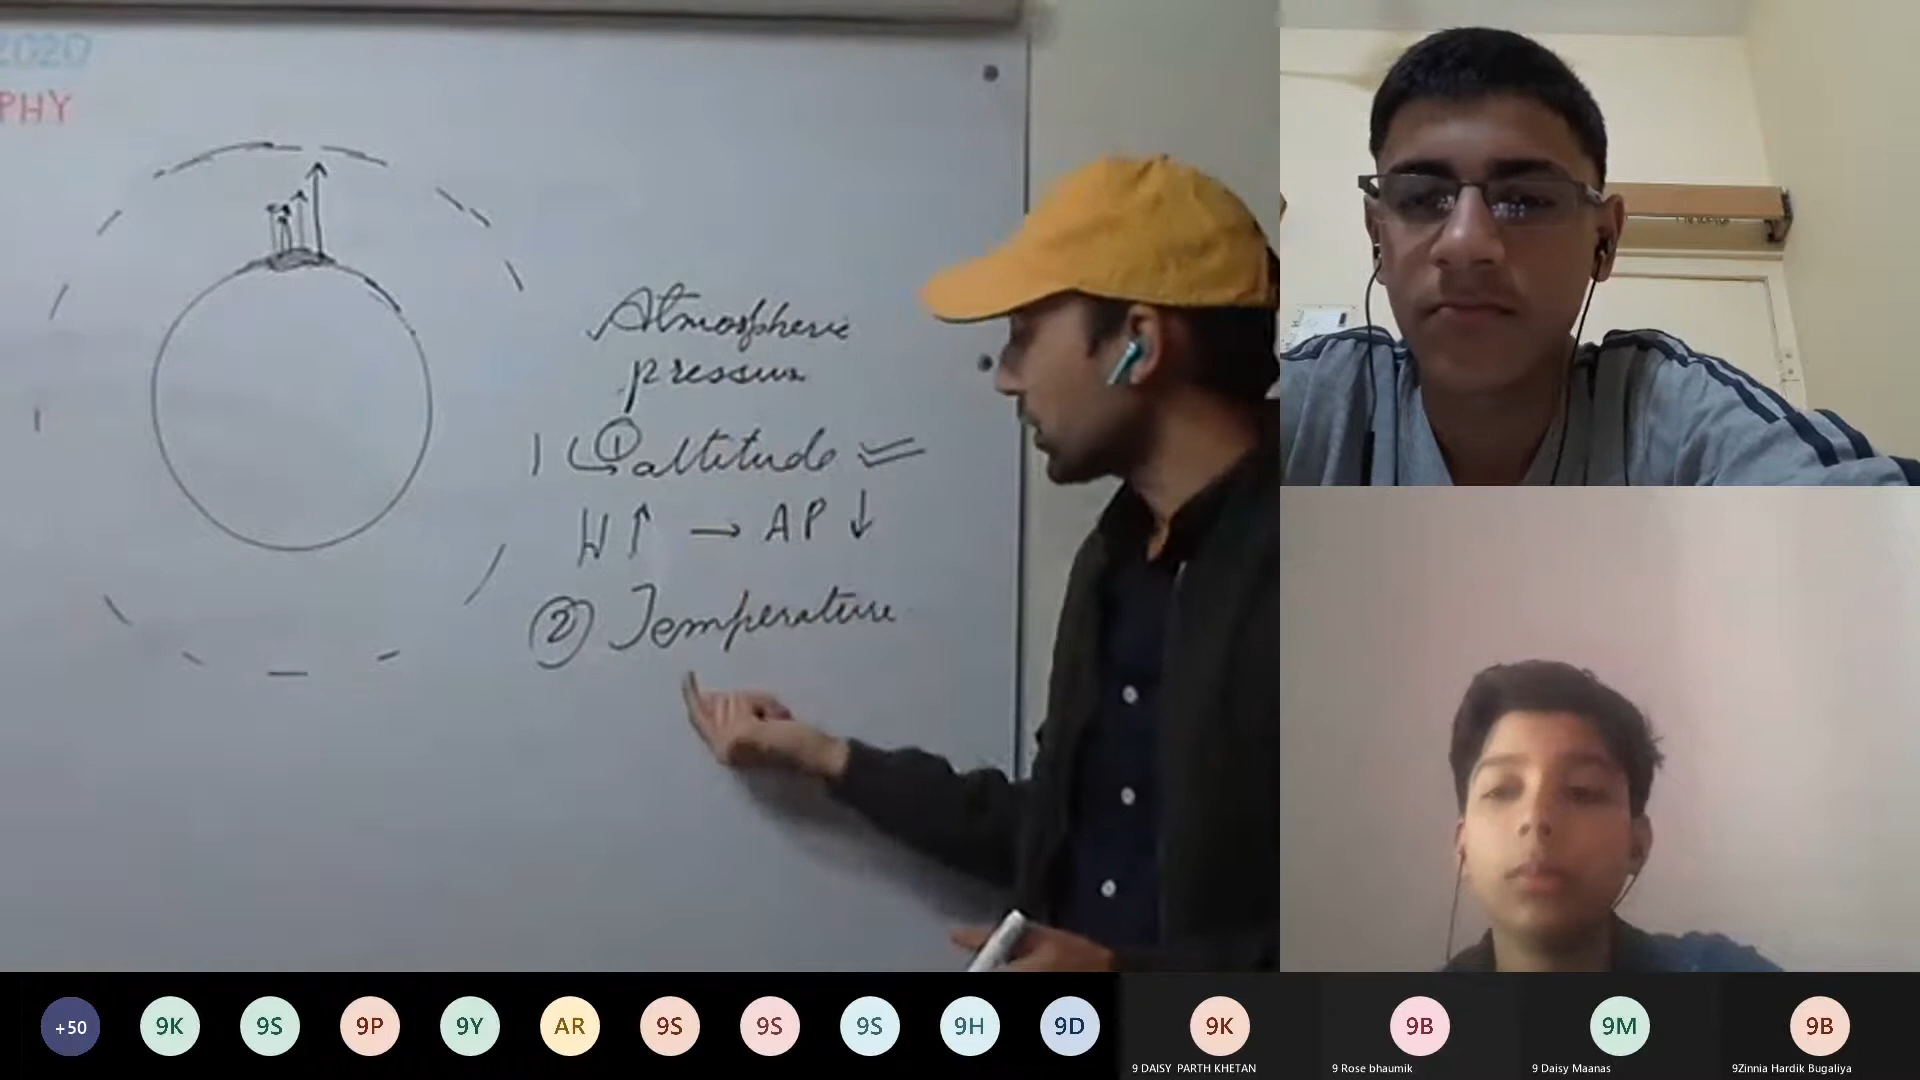 2020
PHY
Atmospheric
pressure
1 ① altitude
H↑ → AP ↓
② Temperature
+50
9K
9S
9P
9Y
AR
9S
9S
9S
9H
9D
9K
9B
9M
9B
9 DAISY PARTH KHETAN
9 Rose bhaumik
9 Daisy Maanas
9Zinnia Hardik Bugaliya